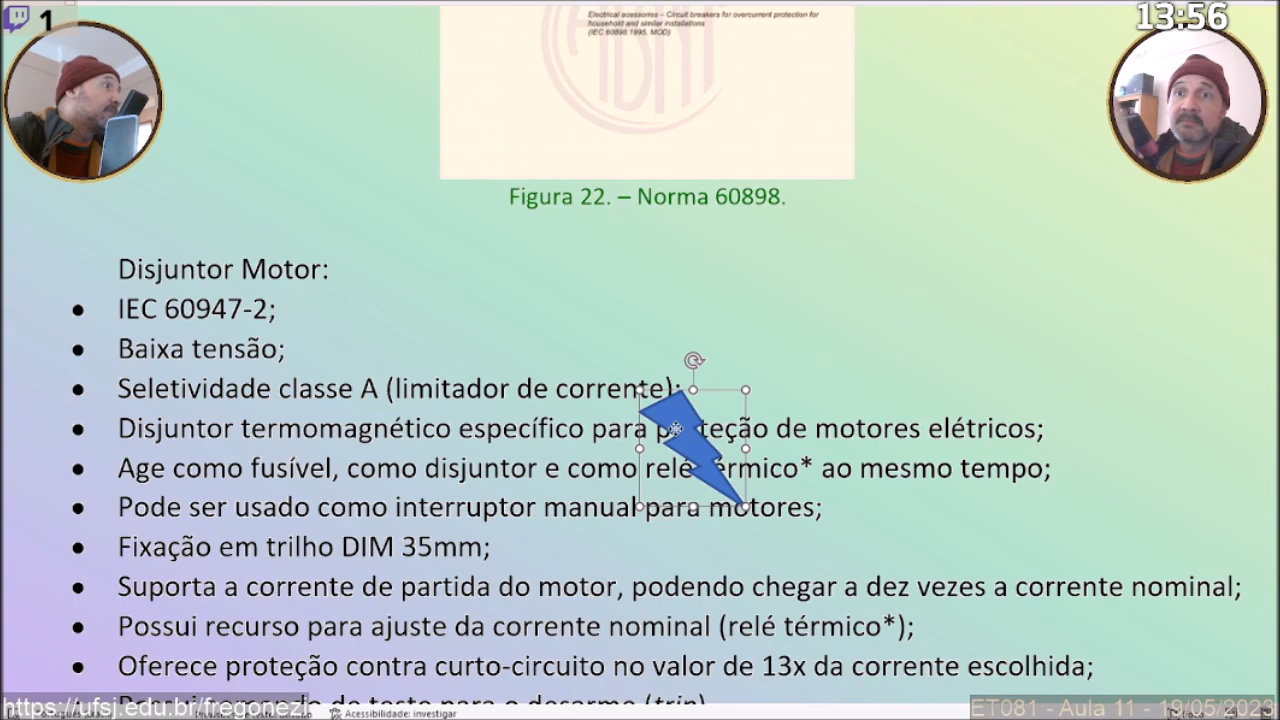 1
13:56
Electrical acessories – Circuit breakers for overcurrent protection for
household and similar installations
(IEC 60898:1995, MOD)
ABNT
Figura 22. – Norma 60898.
Disjuntor Motor:
• IEC 60947-2;
• Baixa tensão;
• Seletividade classe A (limitador de corrente);
• Disjuntor termomagnético específico para proteção de motores elétricos;
• Age como fusível, como disjuntor e como relé térmico* ao mesmo tempo;
• Pode ser usado como interruptor manual para motores;
• Fixação em trilho DIM 35mm;
• Suporta a corrente de partida do motor, podendo chegar a dez vezes a corrente nominal;
• Possui recurso para ajuste da corrente nominal (relé térmico*);
• Oferece proteção contra curto-circuito no valor de 13x da corrente escolhida;
de teste para o desarme (trip)
https://ufsj.edu.br/fregonezi
ET081 - Aula 11 - 19/05/2023
Acessibilidade: investigar